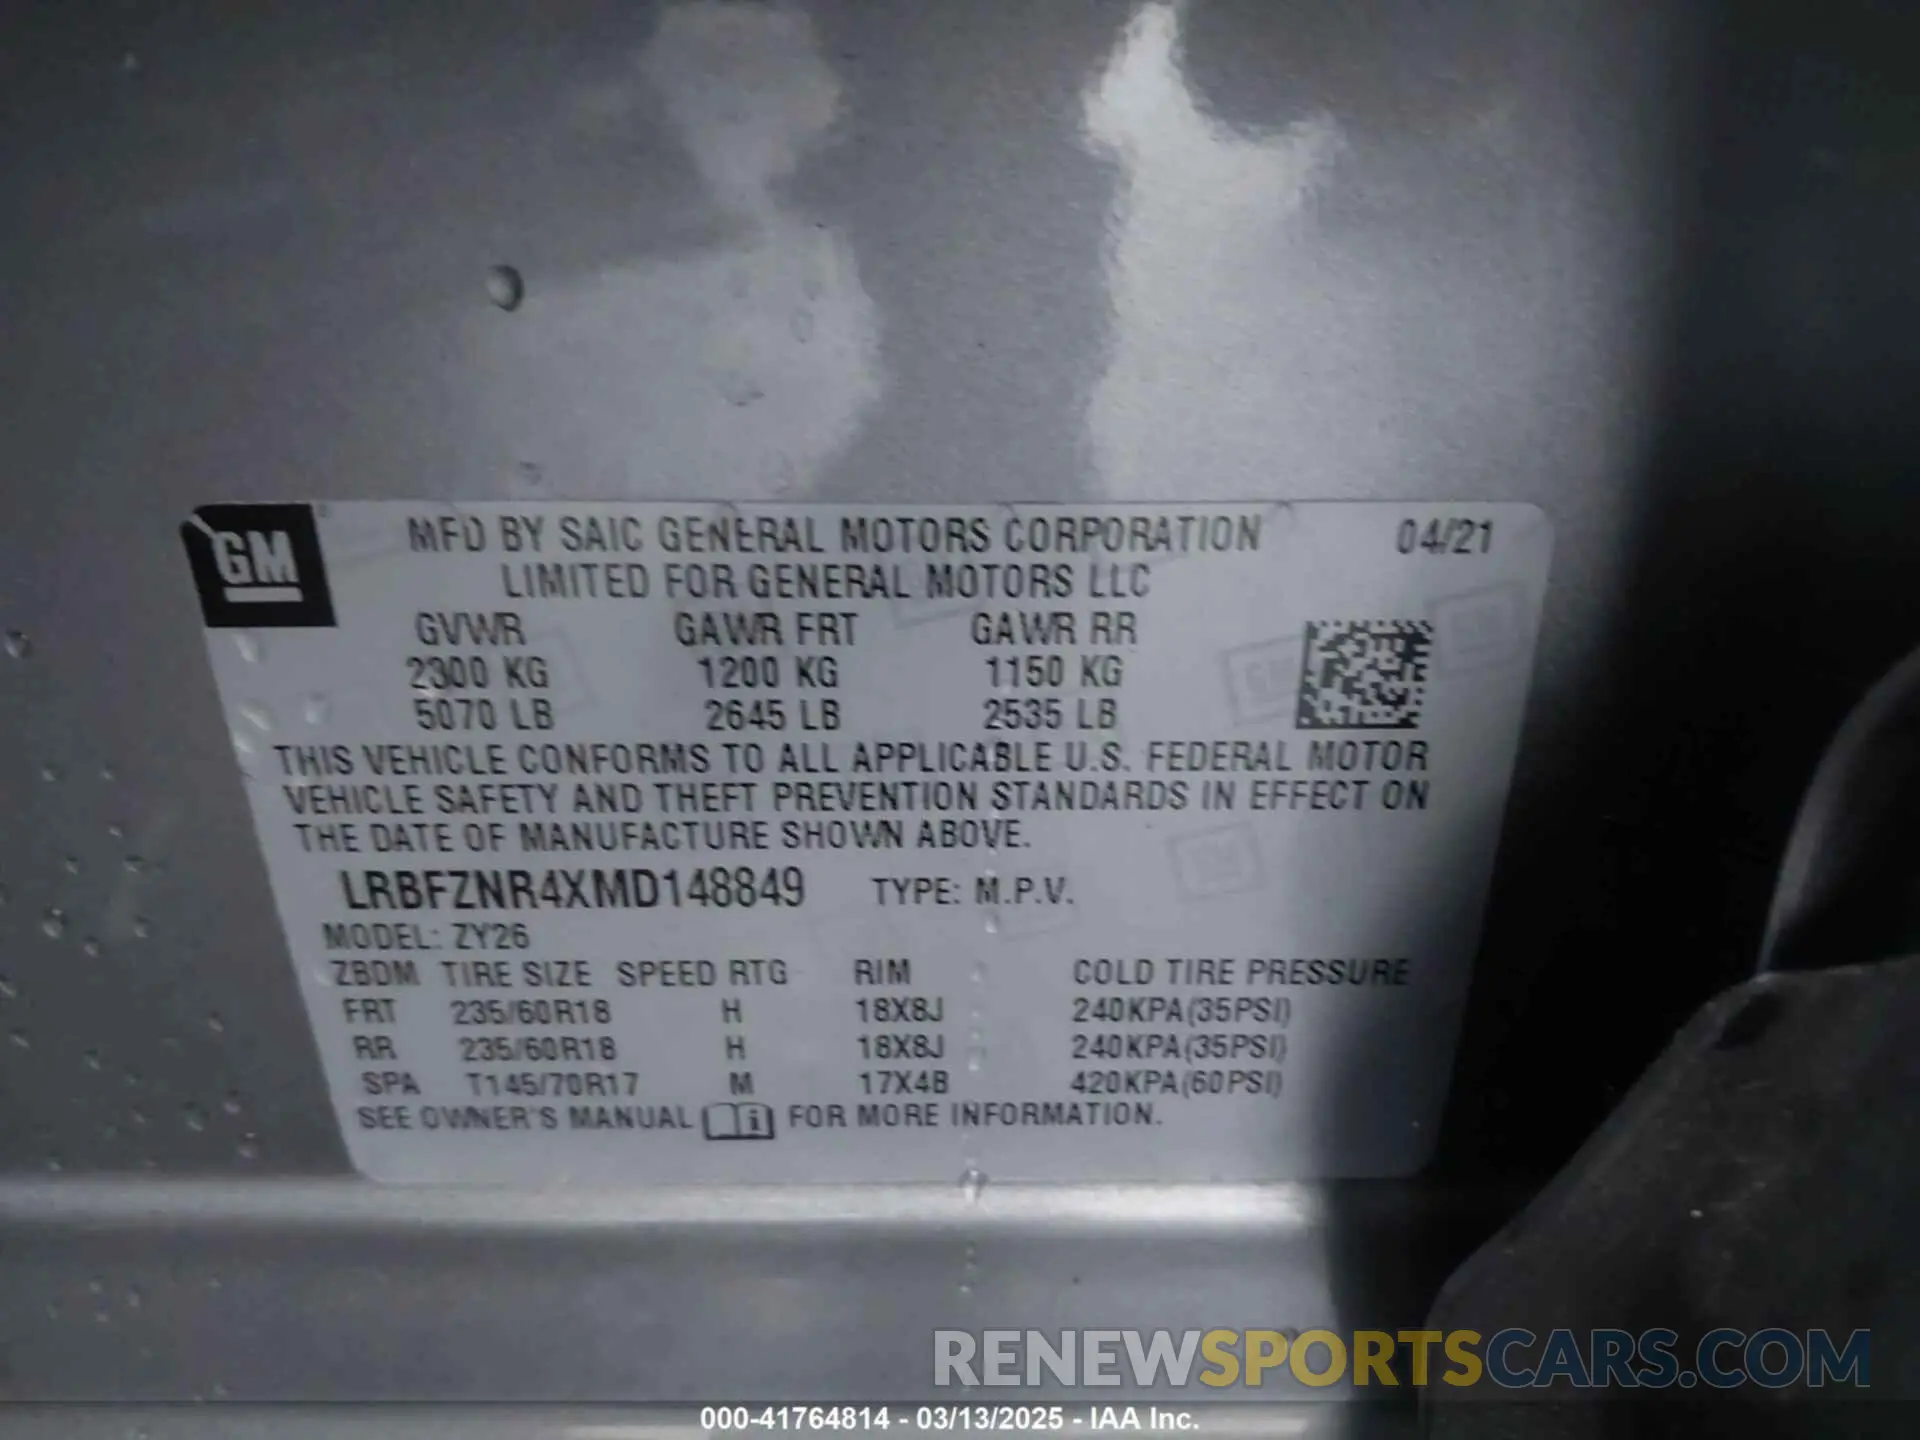 GM ®
MFD BY SAIC GENERAL MOTORS CORPORATION 04/21
LIMITED FOR GENERAL MOTORS LLC
GVWR GAWR FRT GAWR RR
2300 KG 1200 KG 1150 KG
5070 LB 2645 LB 2535 LB
THIS VEHICLE CONFORMS TO ALL APPLICABLE U.S. FEDERAL MOTOR
VEHICLE SAFETY AND THEFT PREVENTION STANDARDS IN EFFECT ON
THE DATE OF MANUFACTURE SHOWN ABOVE.
LRBFZNR4XMD148849 TYPE: M.P.V.
MODEL: ZY26
ZBDM TIRE SIZE SPEED RTG RIM COLD TIRE PRESSURE
FRT 235/60R18 H 18X8J 240KPA(35PSI)
RR 235/60R18 H 18X8J 240KPA(35PSI)
SPA T145/70R17 M 17X4B 420KPA(60PSI)
SEE OWNER'S MANUAL i FOR MORE INFORMATION.
RENEWSPORTSCARS.COM
000-41764814 - 03/13/2025 - IAA Inc.